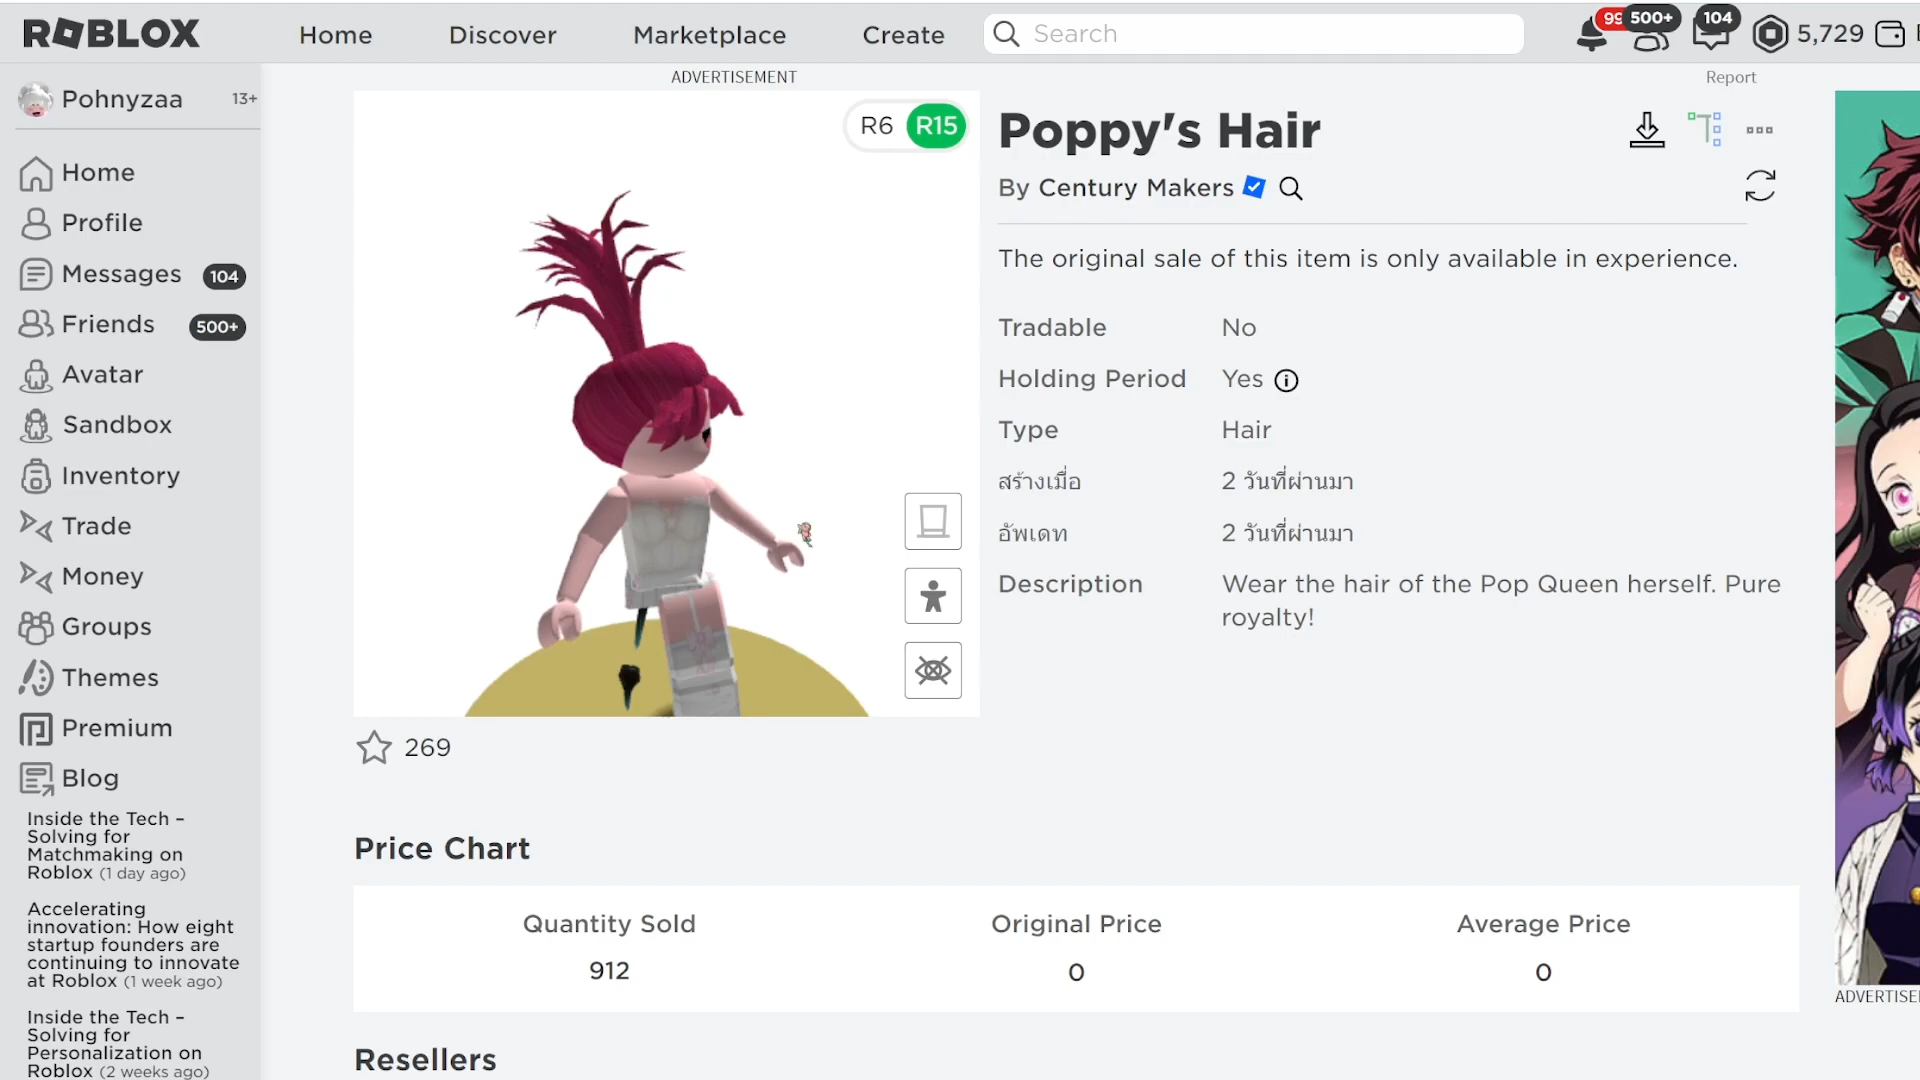 ROBLOX
Home
Discover
Marketplace
Create
Search
99
500+
104
5,729
Pohnyzaa
13+
Home
Profile
Messages
104
Friends
500+
Avatar
Sandbox
Inventory
Trade
Money
Groups
Themes
Premium
Blog
Inside the Tech –
Solving for
Matchmaking on
Roblox (1 day ago)
Accelerating
innovation: How eight
startup founders are
continuing to innovate
at Roblox (1 week ago)
Inside the Tech –
Solving for
Personalization on
Roblox (2 weeks ago)
ADVERTISEMENT
Report
R6
R15
Poppy's Hair
By Century Makers
The original sale of this item is only available in experience.
Tradable No
Holding Period Yes
Type Hair
สร้างเมื่อ 2 วันที่ผ่านมา
อัพเดท 2 วันที่ผ่านมา
Description Wear the hair of the Pop Queen herself. Pure
royalty!
269
Price Chart
Quantity Sold
912
Original Price
0
Average Price
0
Resellers